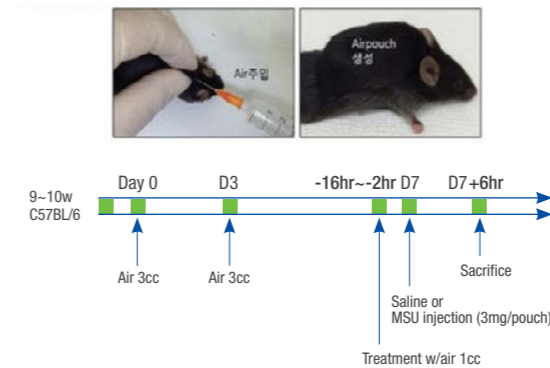 Air주입
Airpouch
생성
Day 0
D3
-16hr~-2hr D7
D7+6hr
9~10w
C57BL/6
Air 3cc
Air 3cc
Sacrifice
Saline or
MSU injection (3mg/pouch)
Treatment w/air 1cc